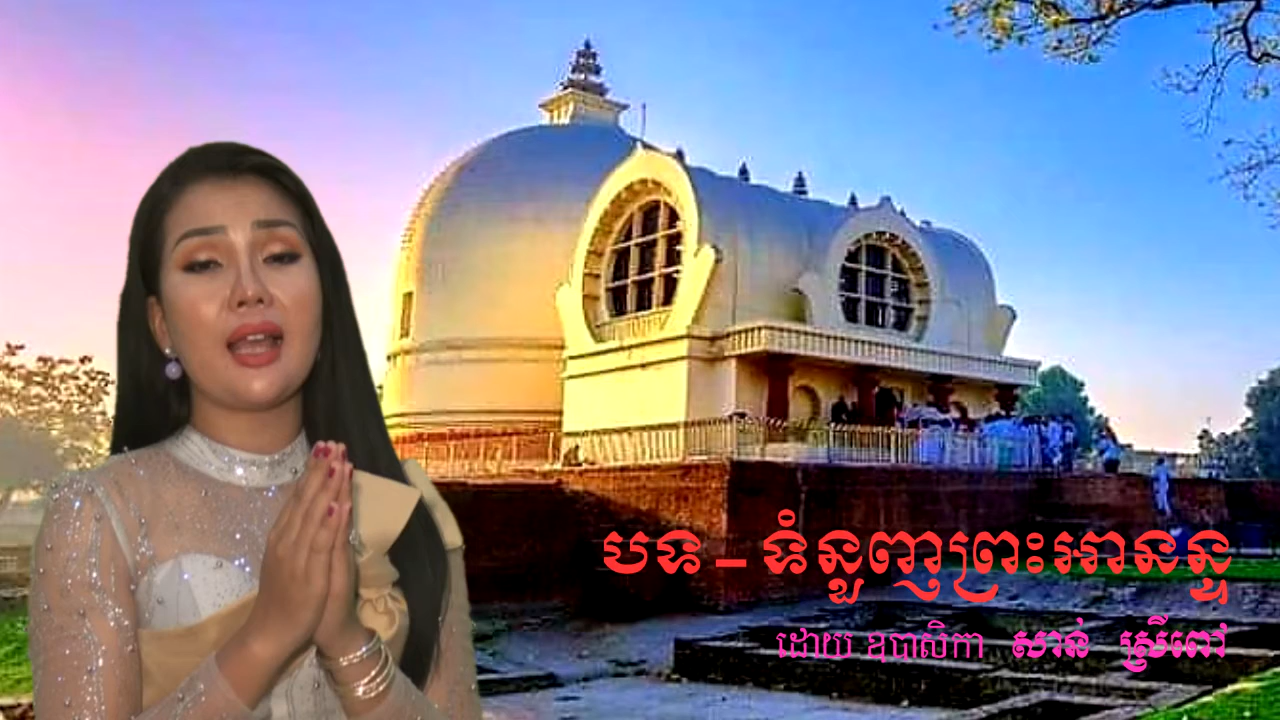 បទ – ទំនួញព្រះអានន្ទ
ដោយ ឧបាសិកា សាន់ ស្រីពៅ